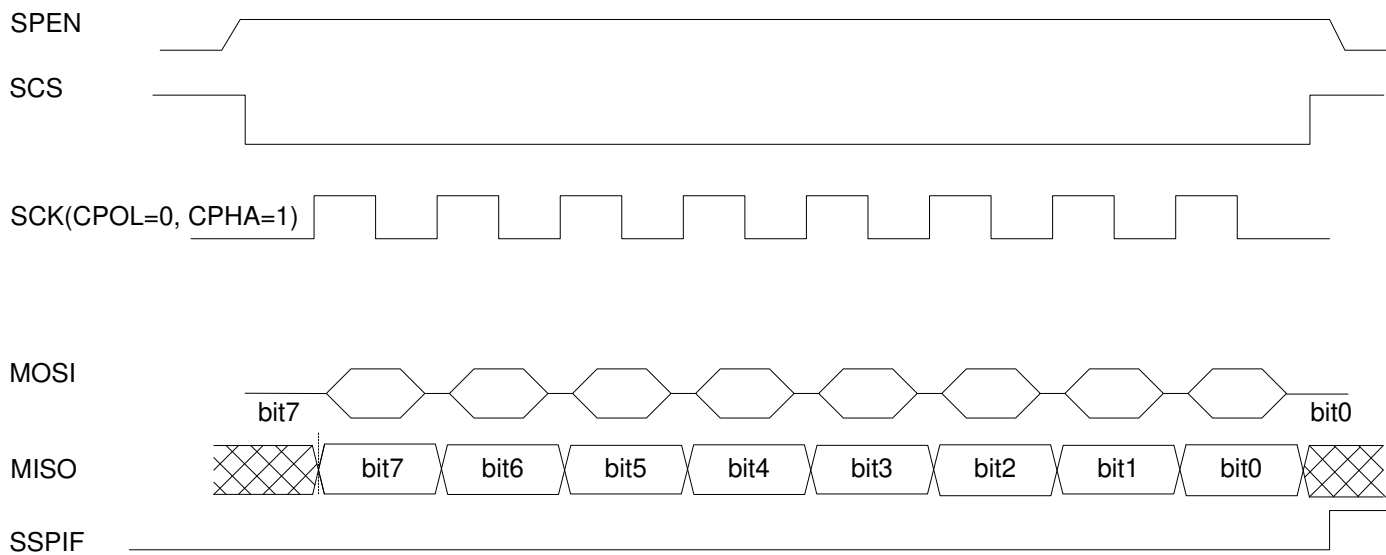 SPEN
SCS
SCK(CPOL=0, CPHA=1)
MOSI
bit7
bit0
MISO
bit7
bit6
bit5
bit4
bit3
bit2
bit1
bit0
SSPIF